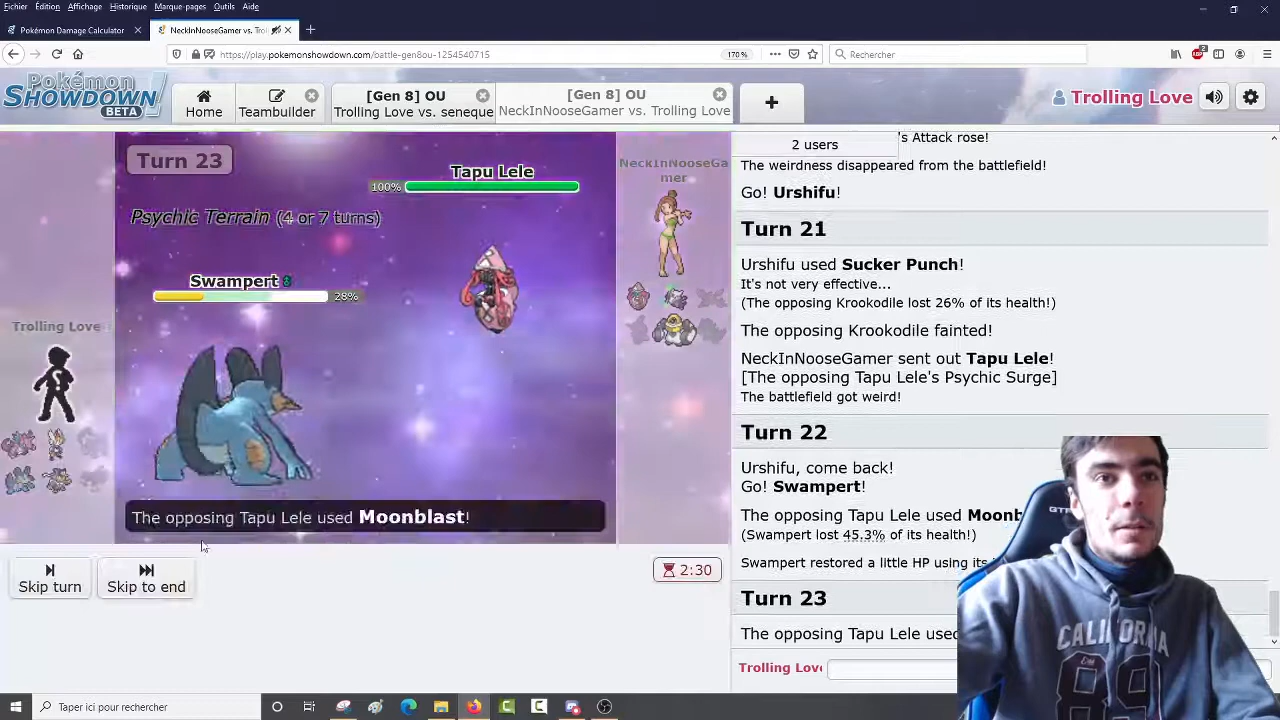 Fichier Édition Affichage Historique Marque-pages Outils Aide
Pokémon Damage Calculator
NeckInNooseGamer vs. Troll
https://play.pokemonshowdown.com/battle-gen8ou-1254540715
170%
Rechercher
Pokémon
SHOWDOWN
BETA
Home
Teambuilder
[Gen 8] OU
Trolling Love vs. seneque
[Gen 8] OU
NeckInNooseGamer vs. Trolling Love
Trolling Love
Turn 23
Tapu Lele
100%
Psychic Terrain (4 or 7 turns)
Swampert
28%
Trolling Love
NeckInNooseGa
mer
The opposing Tapu Lele used Moonblast!
Skip turn
Skip to end
2:30
2 users
's Attack rose!
The weirdness disappeared from the battlefield!
Go! Urshifu!
Turn 21
Urshifu used Sucker Punch!
It's not very effective...
(The opposing Krookodile lost 26% of its health!)
The opposing Krookodile fainted!
NeckInNooseGamer sent out Tapu Lele!
[The opposing Tapu Lele's Psychic Surge]
The battlefield got weird!
Turn 22
Urshifu, come back!
Go! Swampert!
The opposing Tapu Lele used Moonb
(Swampert lost 45.3% of its health!)
Swampert restored a little HP using its
Turn 23
The opposing Tapu Lele used
Trolling Lov
CALIFORNIA
89
Taper ici pour rechercher